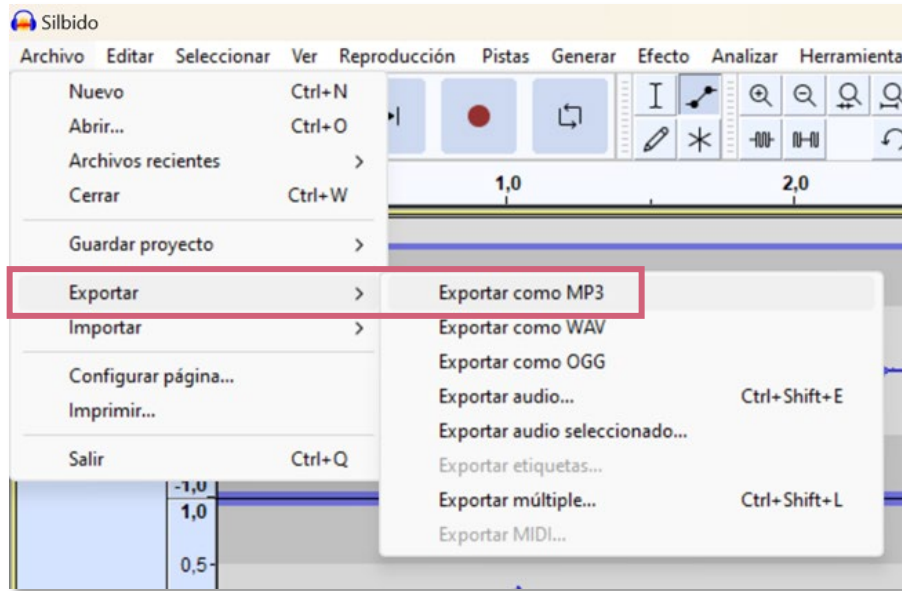 Silbido
Archivo Editar Seleccionar Ver Reproducción Pistas Generar Efecto Analizar Herramienta
Nuevo Ctrl+N
Abrir... Ctrl+O
Archivos recientes >
Cerrar Ctrl+W
1,0 2,0
Guardar proyecto >
Exportar >
Importar >
Configurar página...
Imprimir...
Salir Ctrl+Q
Exportar como MP3
Exportar como WAV
Exportar como OGG
Exportar audio... Ctrl+Shift+E
Exportar audio seleccionado...
Exportar etiquetas...
Exportar múltiple... Ctrl+Shift+L
Exportar MIDI...
-1,0
1,0
0,5-